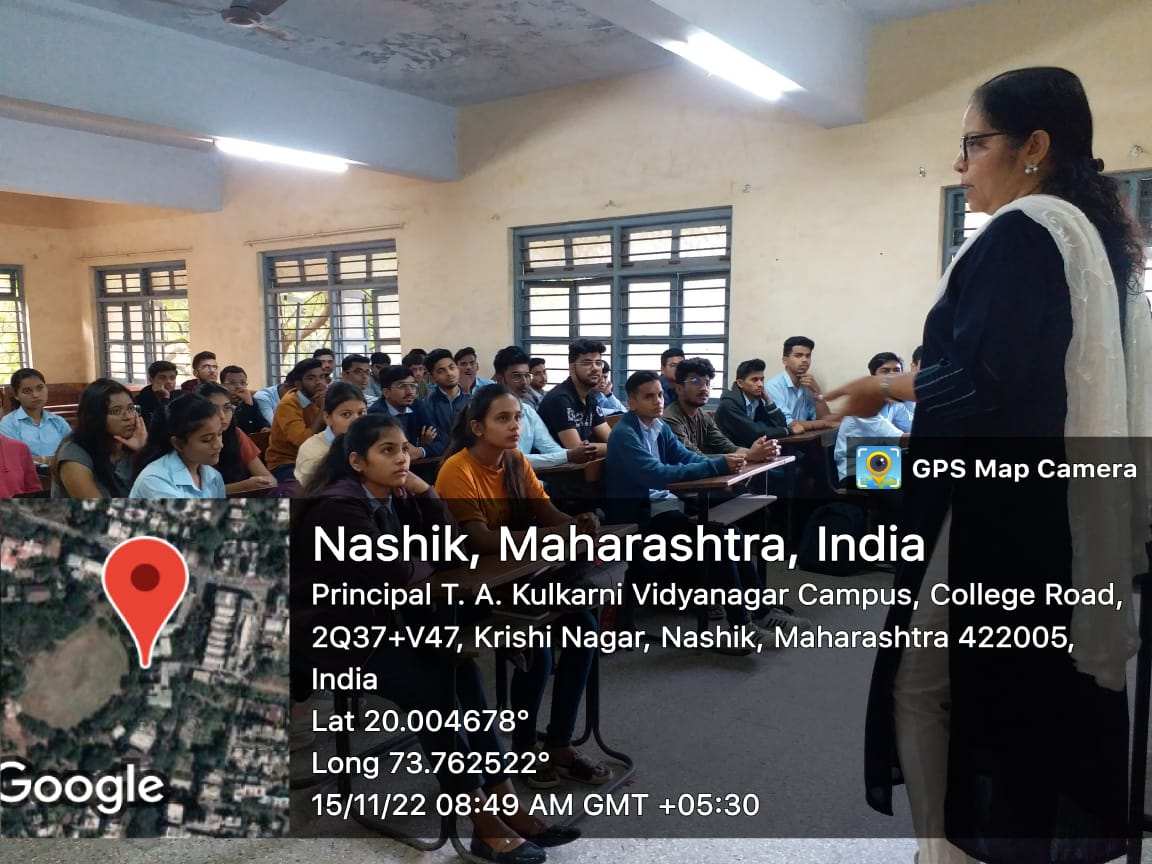 GPS Map Camera
Nashik, Maharashtra, India
Principal T. A. Kulkarni Vidyanagar Campus, College Road,
2Q37+V47, Krishi Nagar, Nashik, Maharashtra 422005,
India
Lat 20.004678°
Long 73.762522°
15/11/22 08:49 AM GMT +05:30
Google